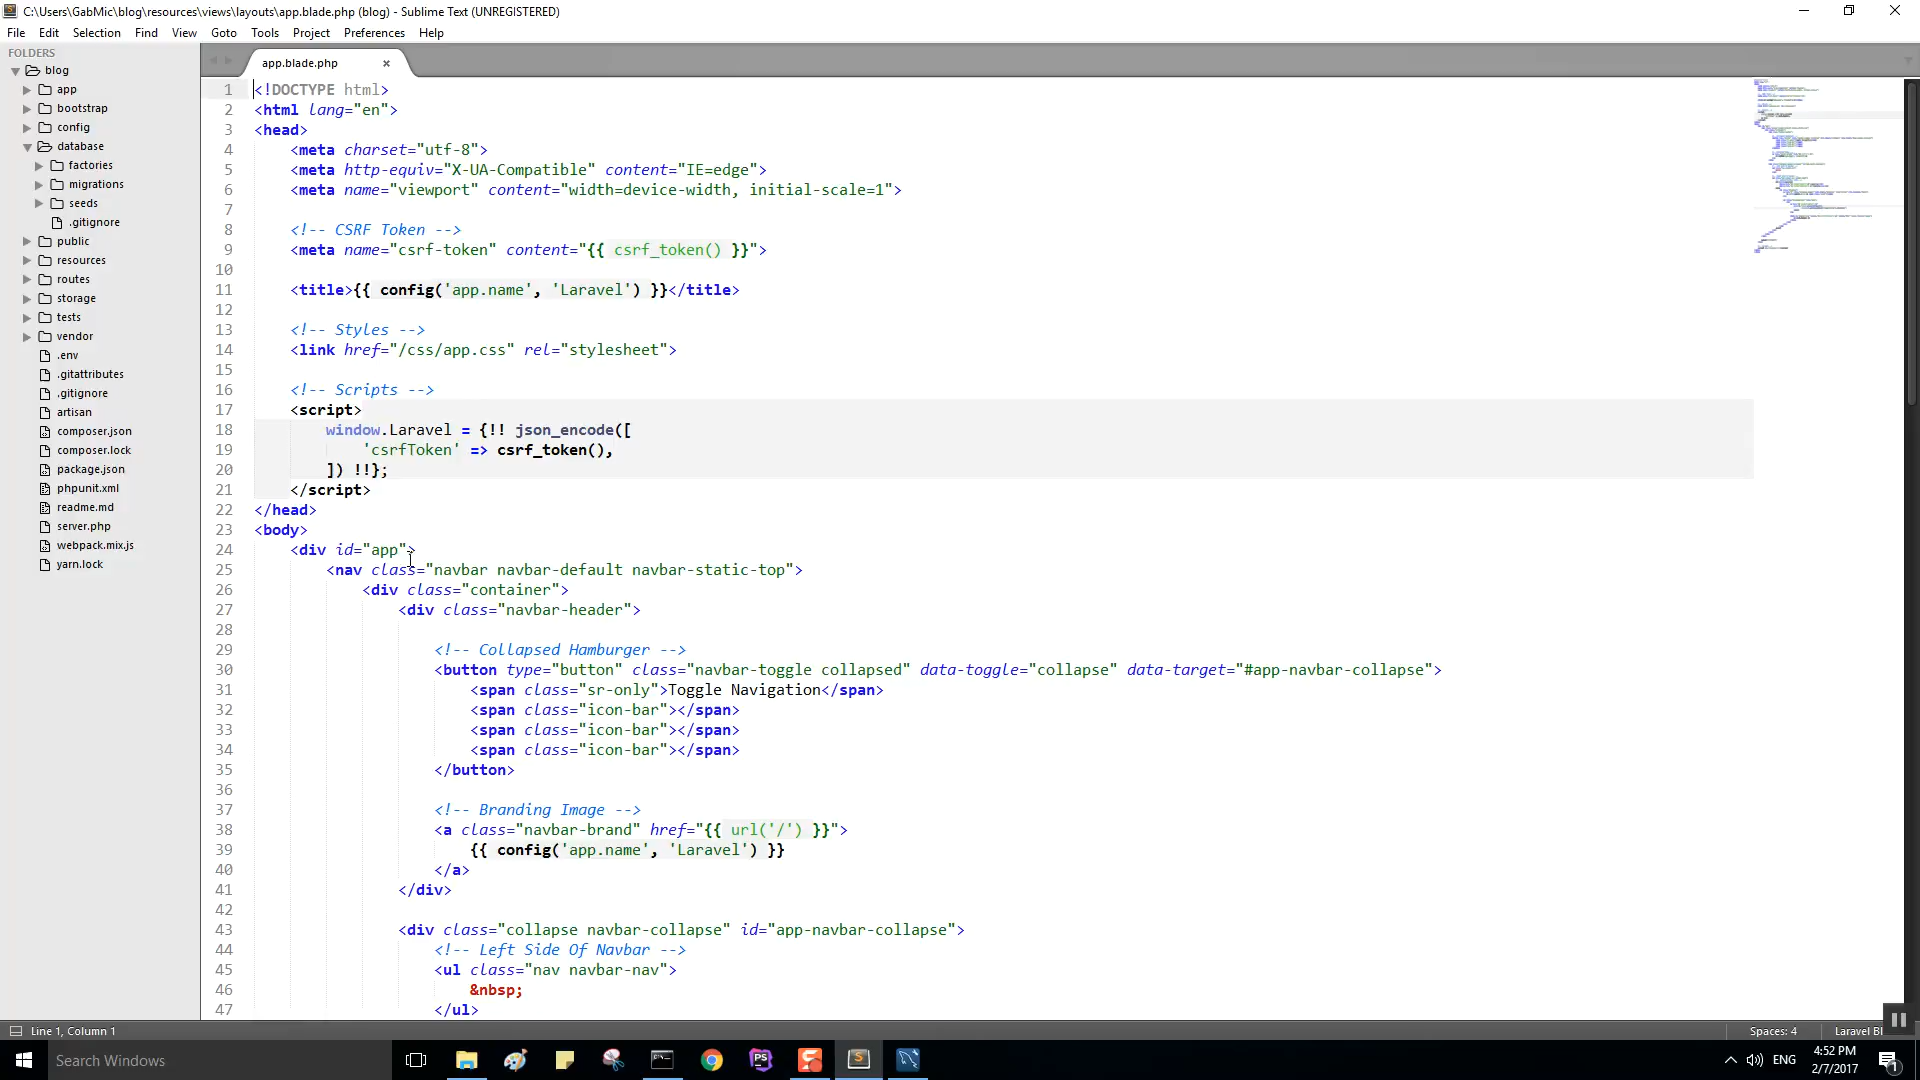 C:\Users\GabMic\blog\resources\views\layouts\app.blade.php (blog) - Sublime Text (UNREGISTERED)
File Edit Selection Find View Goto Tools Project Preferences Help
FOLDERS
blog
app
bootstrap
config
database
factories
migrations
seeds
.gitignore
public
resources
routes
storage
tests
vendor
.env
.gitattributes
.gitignore
artisan
composer.json
composer.lock
package.json
phpunit.xml
readme.md
server.php
webpack.mix.js
yarn.lock
app.blade.php ×
1 <!DOCTYPE html>
2 <html lang="en">
3 <head>
4 <meta charset="utf-8">
5 <meta http-equiv="X-UA-Compatible" content="IE=edge">
6 <meta name="viewport" content="width=device-width, initial-scale=1">
7
8 <!-- CSRF Token -->
9 <meta name="csrf-token" content="{{ csrf_token() }}">
10
11 <title>{{ config('app.name', 'Laravel') }}</title>
12
13 <!-- Styles -->
14 <link href="/css/app.css" rel="stylesheet">
15
16 <!-- Scripts -->
17 <script>
18 window.Laravel = {!! json_encode([
19 'csrfToken' => csrf_token(),
20 ]) !!};
21 </script>
22 </head>
23 <body>
24 <div id="app">
25 <nav class="navbar navbar-default navbar-static-top">
26 <div class="container">
27 <div class="navbar-header">
28
29 <!-- Collapsed Hamburger -->
30 <button type="button" class="navbar-toggle collapsed" data-toggle="collapse" data-target="#app-navbar-collapse">
31 <span class="sr-only">Toggle Navigation</span>
32 <span class="icon-bar"></span>
33 <span class="icon-bar"></span>
34 <span class="icon-bar"></span>
35 </button>
36
37 <!-- Branding Image -->
38 <a class="navbar-brand" href="{{ url('/') }}">
39 {{ config('app.name', 'Laravel') }}
40 </a>
41 </div>
42
43 <div class="collapse navbar-collapse" id="app-navbar-collapse">
44 <!-- Left Side Of Navbar -->
45 <ul class="nav navbar-nav">
46 &nbsp;
47 </ul>
Line 1, Column 1
Spaces: 4
Laravel Bl
Search Windows
ENG
4:52 PM
2/7/2017